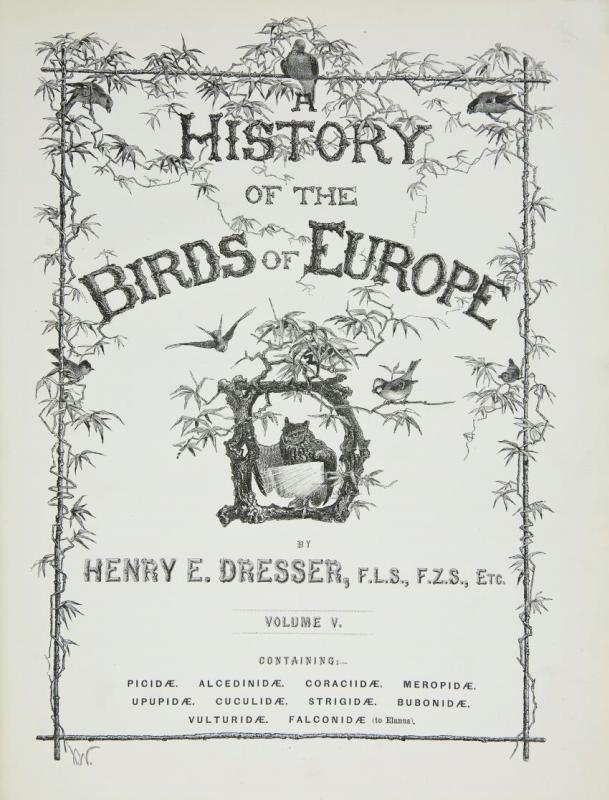 A
HISTORY
OF THE
BIRDS OF EUROPE
BY
HENRY E. DRESSER, F.L.S., F.Z.S., ETC.
VOLUME V.
CONTAINING:—
PICIDÆ. ALCEDINIDÆ. CORACIIDÆ. MEROPIDÆ.
UPUPIDÆ. CUCULIDÆ. STRIGIDÆ. BUBONIDÆ.
VULTURIDÆ. FALCONIDÆ (to Elanus).